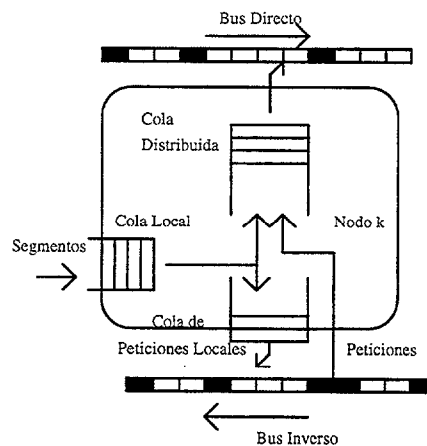 Bus Directo
Cola
Distribuida
Cola Local
Nodo k
Segmentos
Cola de
Peticiones Locales
Peticiones
Bus Inverso